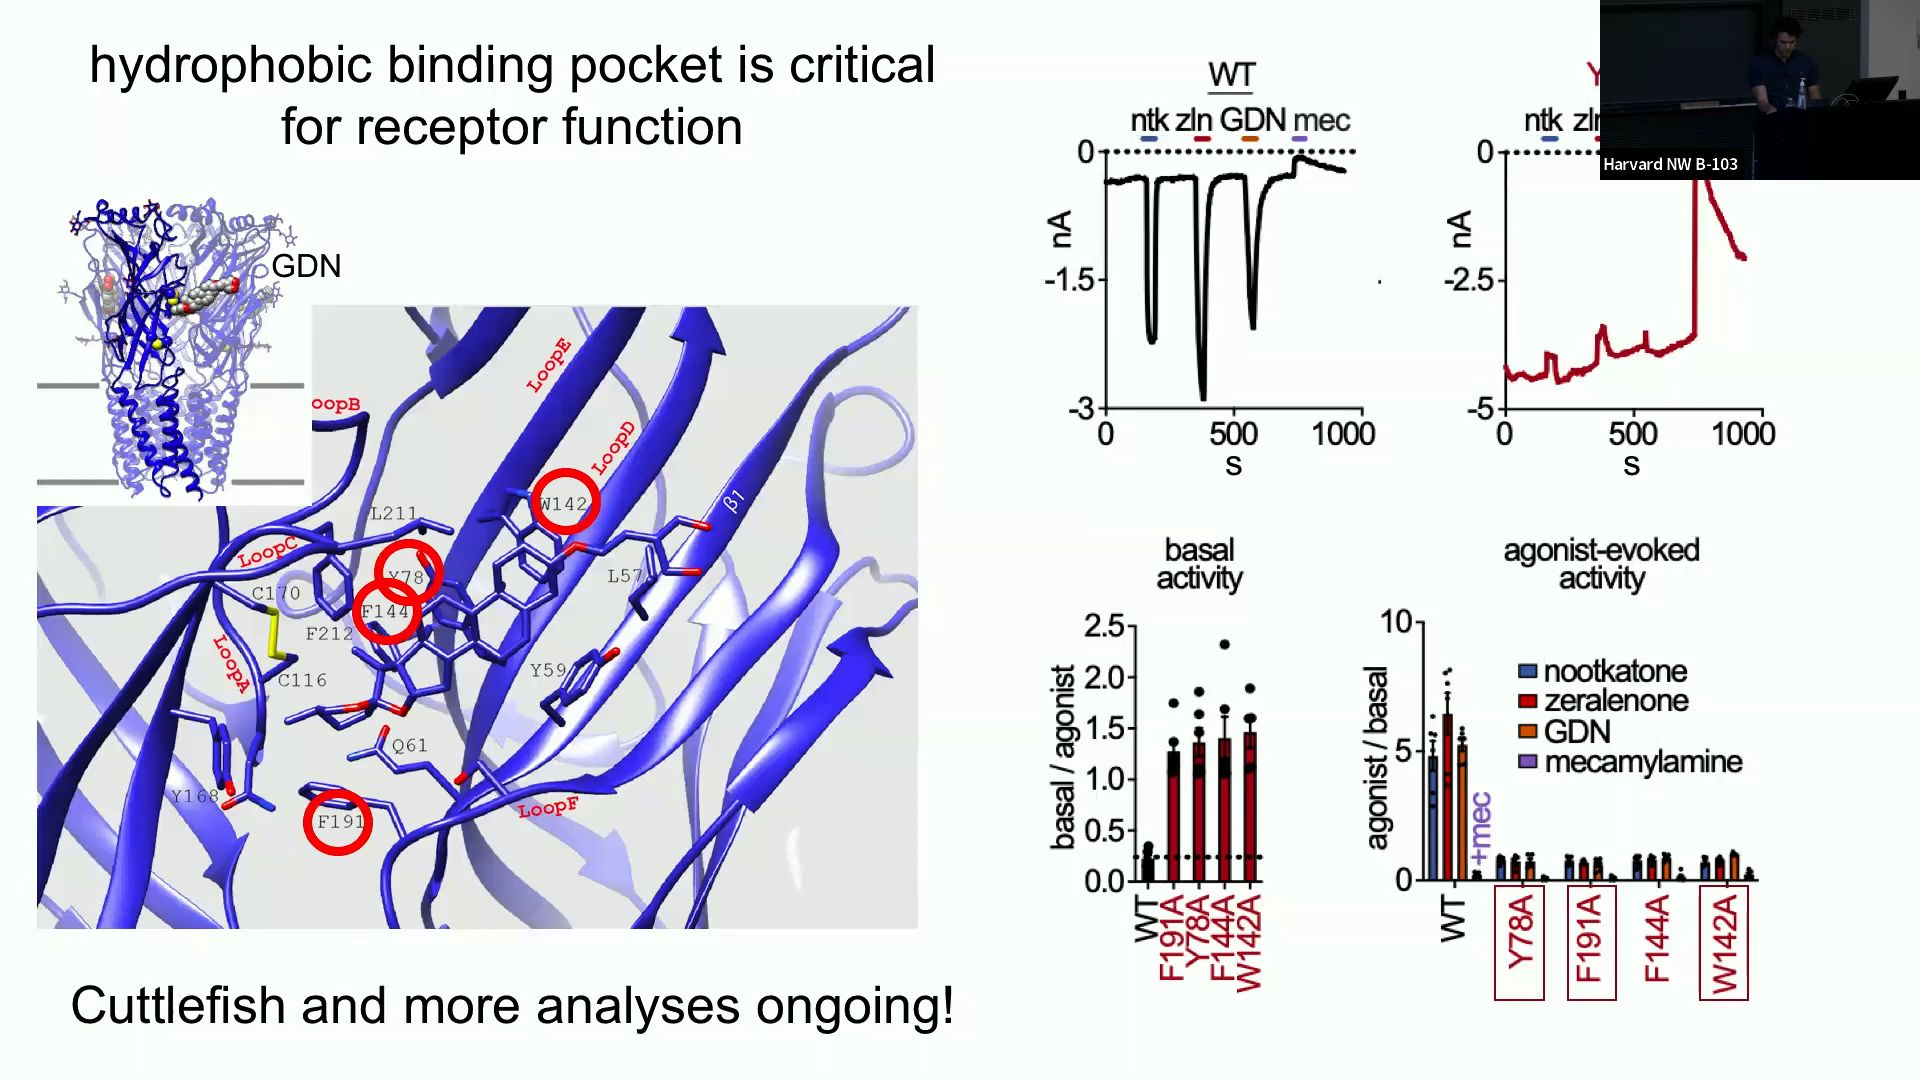 hydrophobic binding pocket is critical
for receptor function
GDN
LoopE
oopB
LoopD
W142
β1
L211
LoopC
Y78
L57
C170
F144
F212
LoopA
Y59
C116
Q61
Y168
F191
LoopF
Cuttlefish and more analyses ongoing!
WT
ntk zln GDN mec
0
nA
-1.5
-3
0 500 1000
s
Y
ntk zln
0
nA
-2.5
-5
0 500 1000
s
Harvard NW B-103
basal
activity
basal / agonist
2.5
2.0
1.5
1.0
0.5
0.0
WT
F191A
Y78A
F144A
W142A
agonist-evoked
activity
agonist / basal
10
5
0
nootkatone
zeralenone
GDN
mecamylamine
+mec
WT
Y78A
F191A
F144A
W142A